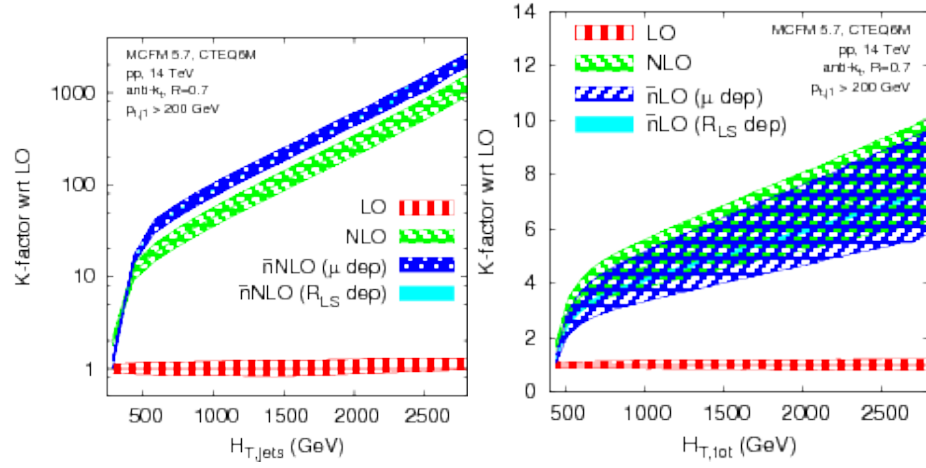 MCFM 5.7, CTEQ6M
pp, 14 TeV
anti-kt, R=0.7
pt,j1 > 200 GeV
1000
100
10
1
K-factor wrt LO
LO
NLO
n̄NLO (μ dep)
n̄NLO (RLS dep)
500 1000 1500 2000 2500
HT,jets (GeV)
14
12
10
8
6
4
2
0
K-factor wrt LO
LO
NLO
n̄LO (μ dep)
n̄LO (RLS dep)
MCFM 5.7, CTEQ6M
pp, 14 TeV
anti-kt, R=0.7
pt,j1 > 200 GeV
500 1000 1500 2000 2500
HT,tot (GeV)